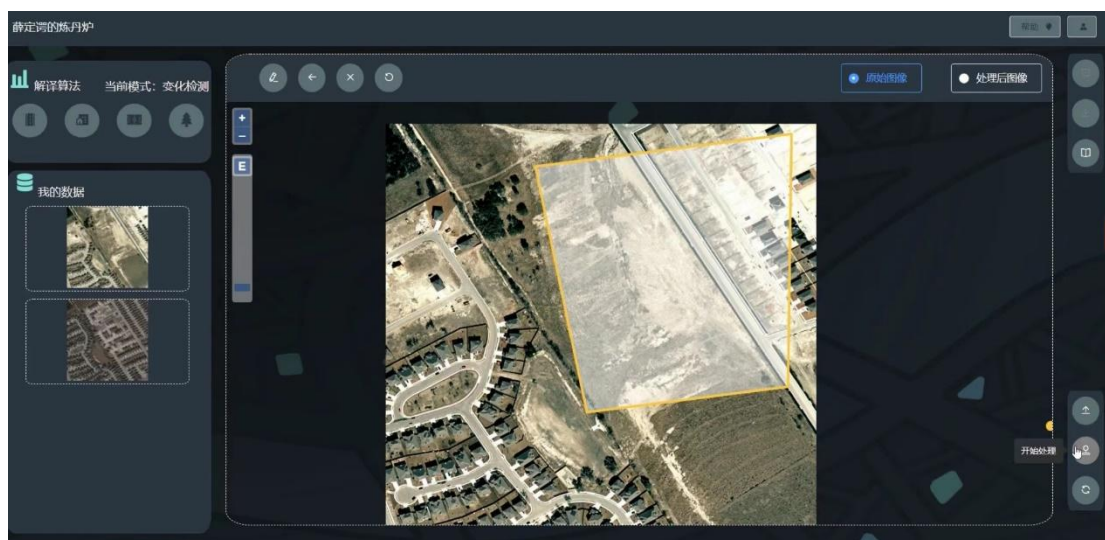 薛定谔的炼丹炉
帮助
解译算法
当前模式: 变化检测
原始图像
处理后图像
+
−
E
我的数据
开始处理